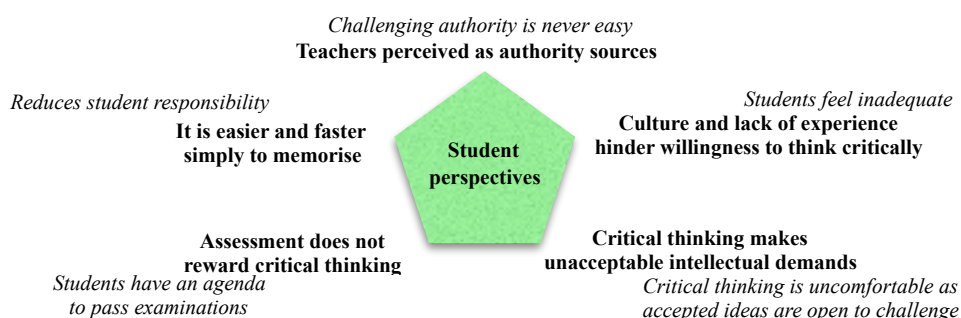 Challenging authority is never easy
Teachers perceived as authority sources
Reduces student responsibility
It is easier and faster
simply to memorise
Students feel inadequate
Culture and lack of experience
hinder willingness to think critically
Student
perspectives
Assessment does not
reward critical thinking
Students have an agenda
to pass examinations
Critical thinking makes
unacceptable intellectual demands
Critical thinking is uncomfortable as
accepted ideas are open to challenge